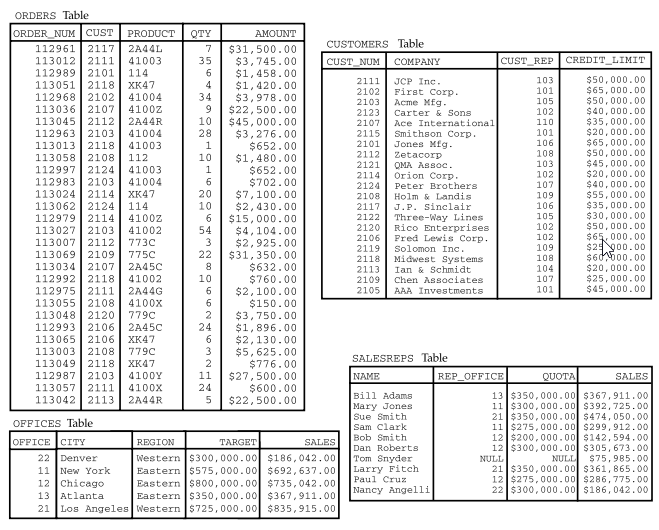 ORDERS Table
ORDER_NUM CUST PRODUCT QTY AMOUNT
112961 2117 2A44L 7 $31,500.00
113012 2111 41003 35 $3,745.00
112989 2101 114 6 $1,458.00
113051 2118 XK47 4 $1,420.00
112968 2102 41004 34 $3,978.00
113036 2107 4100Z 9 $22,500.00
113045 2112 2A44R 10 $45,000.00
112963 2103 41004 28 $3,276.00
113013 2118 41003 1 $652.00
113058 2108 112 10 $1,480.00
112997 2124 41003 1 $652.00
112983 2103 41004 6 $702.00
113024 2114 XK47 20 $7,100.00
113062 2124 114 10 $2,430.00
112979 2114 4100Z 6 $15,000.00
113027 2103 41002 54 $4,104.00
113007 2112 773C 3 $2,925.00
113069 2109 775C 22 $31,350.00
113034 2107 2A45C 8 $632.00
112992 2118 41002 10 $760.00
112975 2111 2A44G 6 $2,100.00
113055 2108 4100X 6 $150.00
113048 2120 779C 2 $3,750.00
112993 2106 2A45C 24 $1,896.00
113065 2106 XK47 6 $2,130.00
113003 2108 779C 3 $5,625.00
113049 2118 XK47 2 $776.00
112987 2103 4100Y 11 $27,500.00
113057 2111 4100X 24 $600.00
113042 2113 2A44R 5 $22,500.00
CUSTOMERS Table
CUST_NUM COMPANY CUST_REP CREDIT_LIMIT
2111 JCP Inc. 103 $50,000.00
2102 First Corp. 101 $65,000.00
2103 Acme Mfg. 105 $50,000.00
2123 Carter & Sons 102 $40,000.00
2107 Ace International 110 $35,000.00
2115 Smithson Corp. 101 $20,000.00
2101 Jones Mfg. 106 $65,000.00
2112 Zetacorp 108 $50,000.00
2121 QMA Assoc. 103 $45,000.00
2114 Orion Corp. 102 $20,000.00
2124 Peter Brothers 107 $40,000.00
2108 Holm & Landis 109 $55,000.00
2117 J.P. Sinclair 106 $35,000.00
2122 Three-Way Lines 105 $30,000.00
2120 Rico Enterprises 102 $50,000.00
2106 Fred Lewis Corp. 102 $65,000.00
2119 Solomon Inc. 109 $25,000.00
2118 Midwest Systems 108 $60,000.00
2113 Ian & Schmidt 104 $20,000.00
2109 Chen Associates 107 $25,000.00
2105 AAA Investments 101 $45,000.00
SALESREPS Table
NAME REP_OFFICE QUOTA SALES
Bill Adams 13 $350,000.00 $367,911.00
Mary Jones 11 $300,000.00 $392,725.00
Sue Smith 21 $350,000.00 $474,050.00
Sam Clark 11 $275,000.00 $299,912.00
Bob Smith 12 $200,000.00 $142,594.00
Dan Roberts 12 $300,000.00 $305,673.00
Tom Snyder NULL NULL $75,985.00
Larry Fitch 21 $350,000.00 $361,865.00
Paul Cruz 12 $275,000.00 $286,775.00
Nancy Angelli 22 $300,000.00 $186,042.00
OFFICES Table
OFFICE CITY REGION TARGET SALES
22 Denver Western $300,000.00 $186,042.00
11 New York Eastern $575,000.00 $692,637.00
12 Chicago Eastern $800,000.00 $735,042.00
13 Atlanta Eastern $350,000.00 $367,911.00
21 Los Angeles Western $725,000.00 $835,915.00